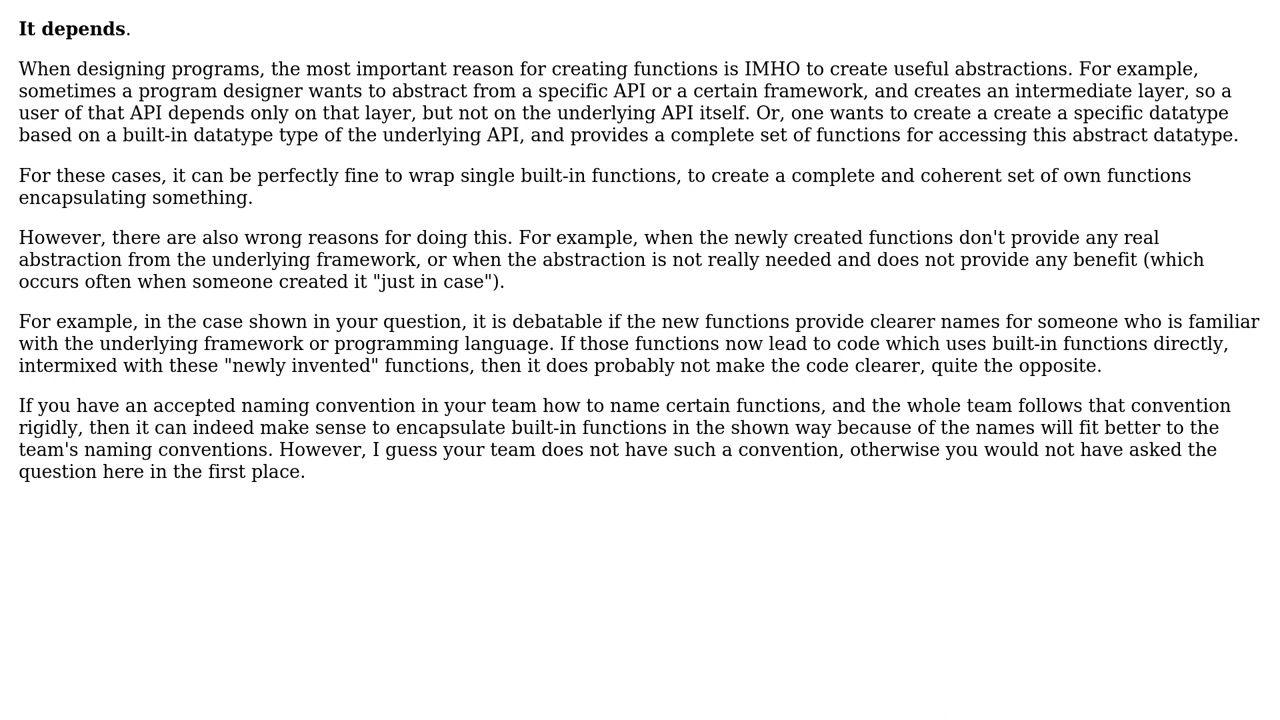 It depends.
When designing programs, the most important reason for creating functions is IMHO to create useful abstractions. For example,
sometimes a program designer wants to abstract from a specific API or a certain framework, and creates an intermediate layer, so a
user of that API depends only on that layer, but not on the underlying API itself. Or, one wants to create a create a specific datatype
based on a built-in datatype type of the underlying API, and provides a complete set of functions for accessing this abstract datatype.
For these cases, it can be perfectly fine to wrap single built-in functions, to create a complete and coherent set of own functions
encapsulating something.
However, there are also wrong reasons for doing this. For example, when the newly created functions don't provide any real
abstraction from the underlying framework, or when the abstraction is not really needed and does not provide any benefit (which
occurs often when someone created it "just in case").
For example, in the case shown in your question, it is debatable if the new functions provide clearer names for someone who is familiar
with the underlying framework or programming language. If those functions now lead to code which uses built-in functions directly,
intermixed with these "newly invented" functions, then it does probably not make the code clearer, quite the opposite.
If you have an accepted naming convention in your team how to name certain functions, and the whole team follows that convention
rigidly, then it can indeed make sense to encapsulate built-in functions in the shown way because of the names will fit better to the
team's naming conventions. However, I guess your team does not have such a convention, otherwise you would not have asked the
question here in the first place.